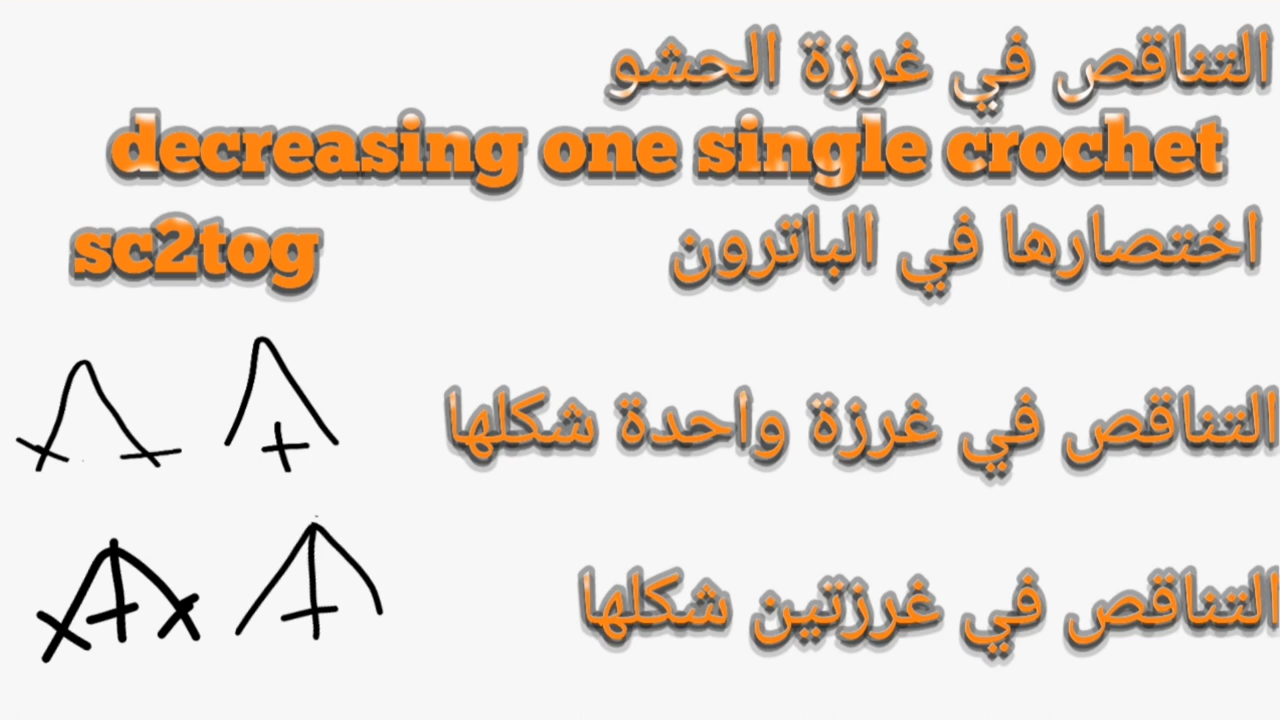 التناقص في غرزة الحشو
decreasing one single crochet
اختصارها في الباترون sc2tog
التناقص في غرزة واحدة شكلها
التناقص في غرزتين شكلها